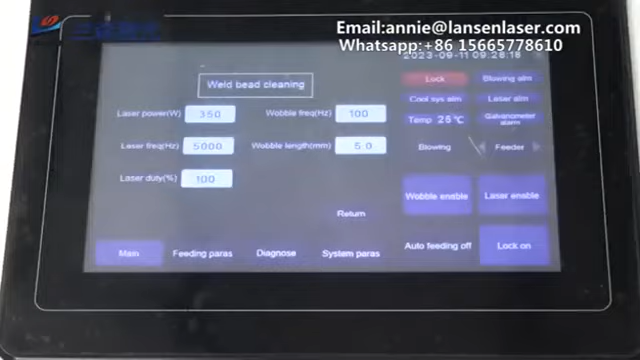 Email:annie@lansenlaser.com
Whatsapp:+86 15665778610
2023-09-11 09:28:18
Weld bead cleaning
Lock
Blowing alm
Laser power(W) 350
Wobble freq(Hz) 100
Cool sys alm
Laser alm
Temp 25℃
Galvanometer alarm
Laser freq(Hz) 5000
Wobble length(mm) 5.0
Blowing
Feeder
Laser duty(%) 100
Wobble enable
Laser enable
Return
Main
Feeding paras
Diagnose
System paras
Auto feeding off
Lock on